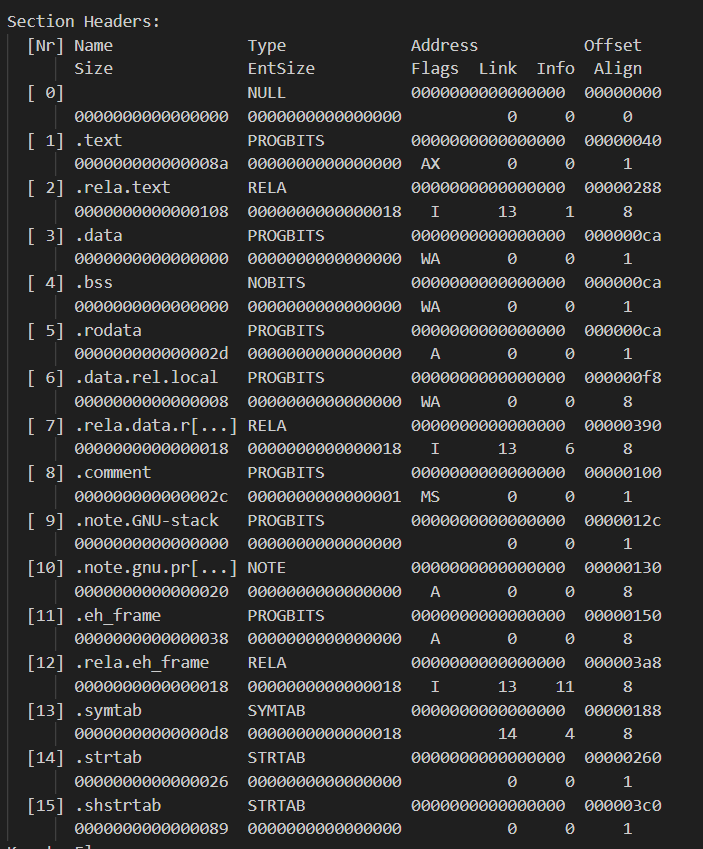 Section Headers:
  [Nr] Name              Type             Address           Offset
       Size              EntSize          Flags  Link  Info  Align
  [ 0]                   NULL             0000000000000000  00000000
       0000000000000000  0000000000000000           0     0     0
  [ 1] .text             PROGBITS         0000000000000000  00000040
       000000000000008a  0000000000000000  AX       0     0     1
  [ 2] .rela.text        RELA             0000000000000000  00000288
       0000000000000108  0000000000000018   I      13     1     8
  [ 3] .data             PROGBITS         0000000000000000  000000ca
       0000000000000000  0000000000000000  WA       0     0     1
  [ 4] .bss              NOBITS           0000000000000000  000000ca
       0000000000000000  0000000000000000  WA       0     0     1
  [ 5] .rodata           PROGBITS         0000000000000000  000000ca
       000000000000002d  0000000000000000   A       0     0     1
  [ 6] .data.rel.local   PROGBITS         0000000000000000  000000f8
       0000000000000008  0000000000000000  WA       0     0     8
  [ 7] .rela.data.r[...] RELA             0000000000000000  00000390
       0000000000000018  0000000000000018   I      13     6     8
  [ 8] .comment          PROGBITS         0000000000000000  00000100
       000000000000002c  0000000000000001  MS       0     0     1
  [ 9] .note.GNU-stack   PROGBITS         0000000000000000  0000012c
       0000000000000000  0000000000000000           0     0     1
  [10] .note.gnu.pr[...] NOTE             0000000000000000  00000130
       0000000000000020  0000000000000000   A       0     0     8
  [11] .eh_frame         PROGBITS         0000000000000000  00000150
       0000000000000038  0000000000000000   A       0     0     8
  [12] .rela.eh_frame    RELA             0000000000000000  000003a8
       0000000000000018  0000000000000018   I      13    11     8
  [13] .symtab           SYMTAB           0000000000000000  00000188
       00000000000000d8  0000000000000018          14     4     8
  [14] .strtab           STRTAB           0000000000000000  00000260
       0000000000000026  0000000000000000           0     0     1
  [15] .shstrtab         STRTAB           0000000000000000  000003c0
       0000000000000089  0000000000000000           0     0     1